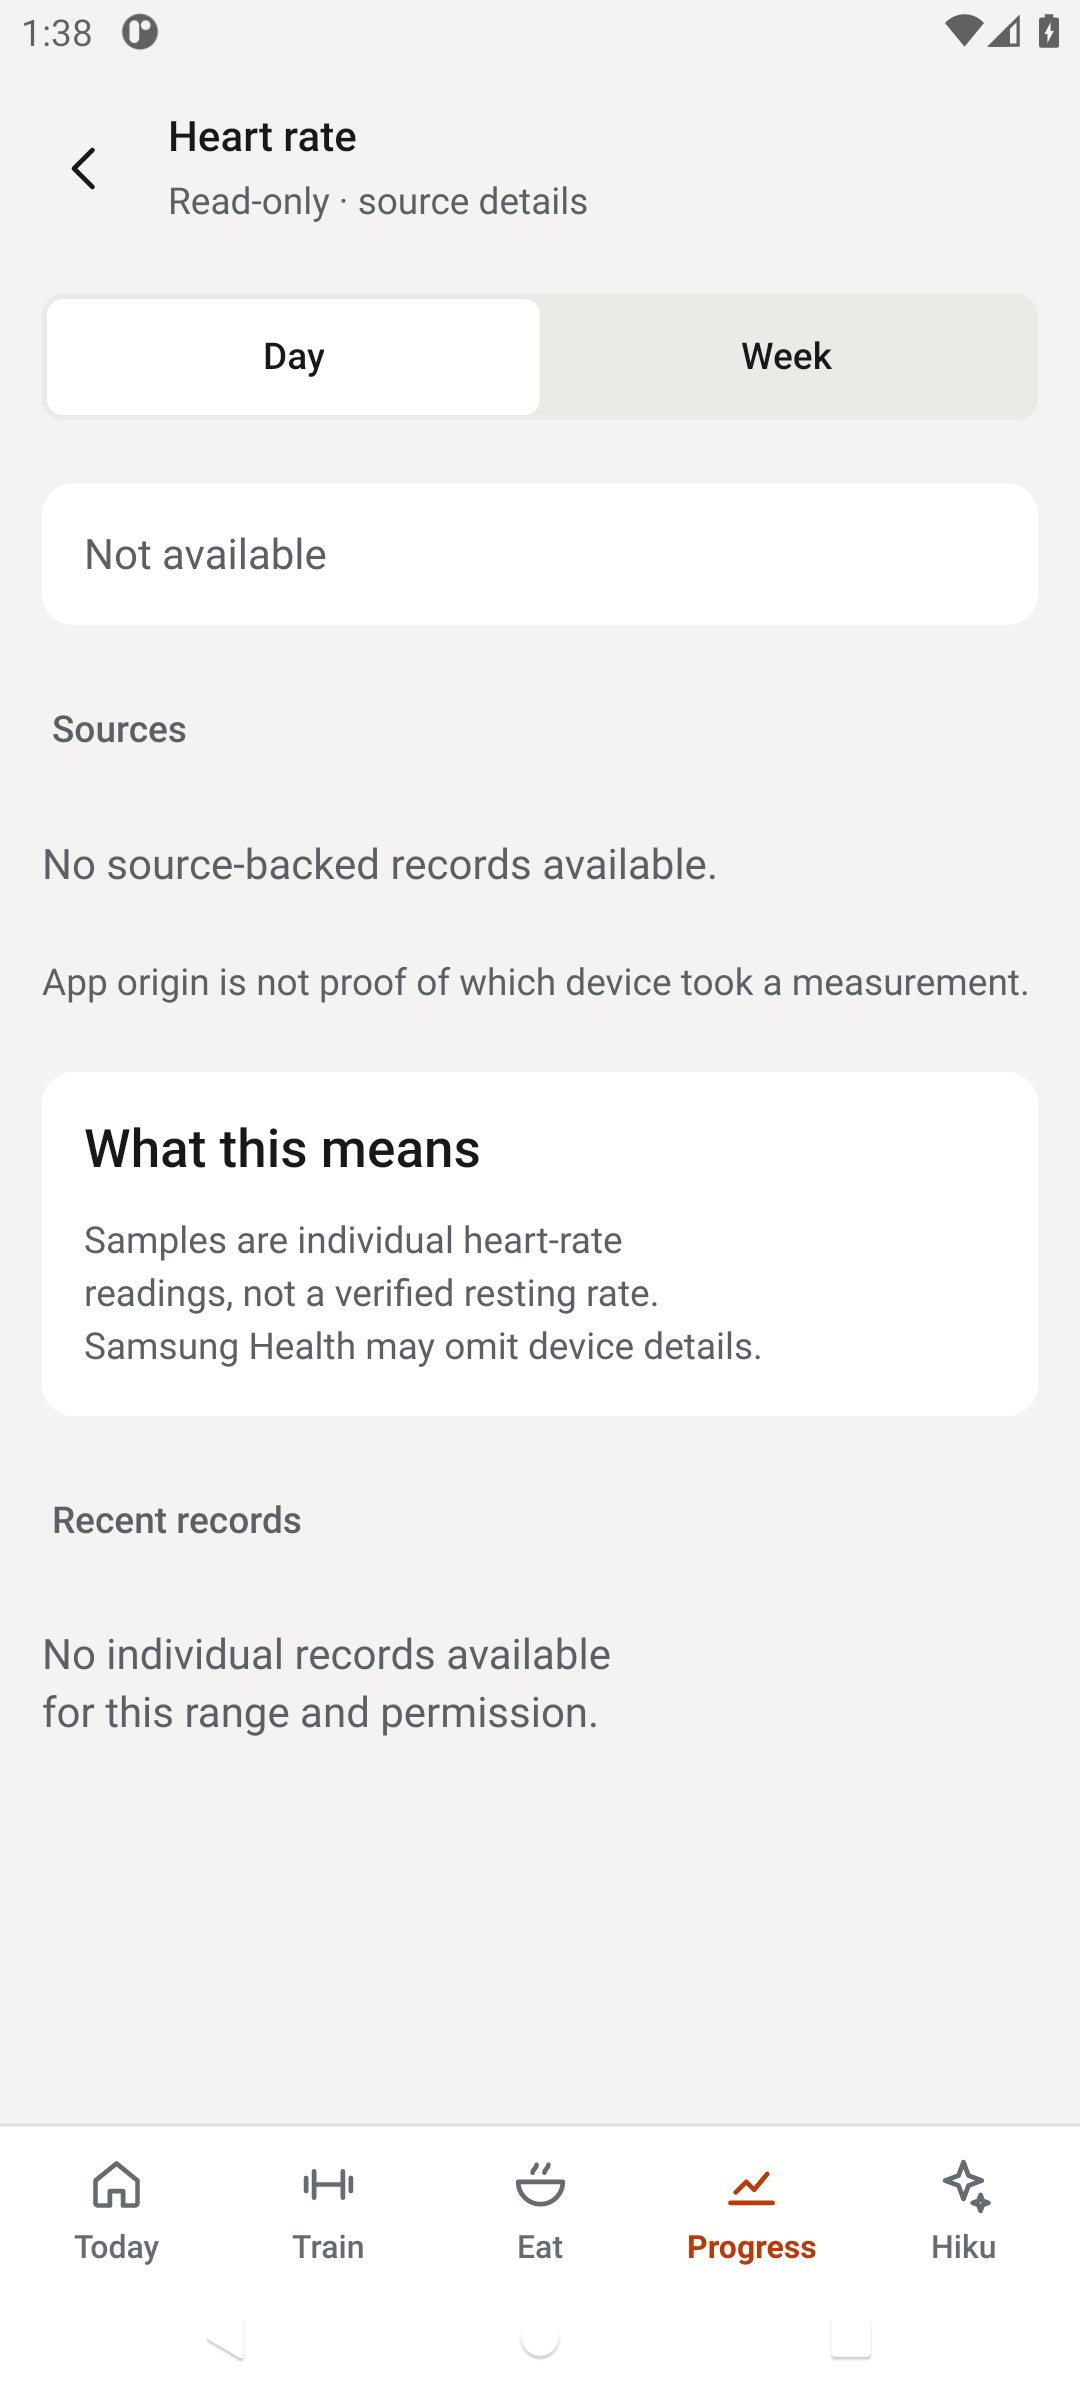 1:38
Heart rate
Read-only · source details
Day
Week
Not available
Sources
No source-backed records available.
App origin is not proof of which device took a measurement.
What this means
Samples are individual heart-rate
readings, not a verified resting rate.
Samsung Health may omit device details.
Recent records
No individual records available
for this range and permission.
Today
Train
Eat
Progress
Hiku